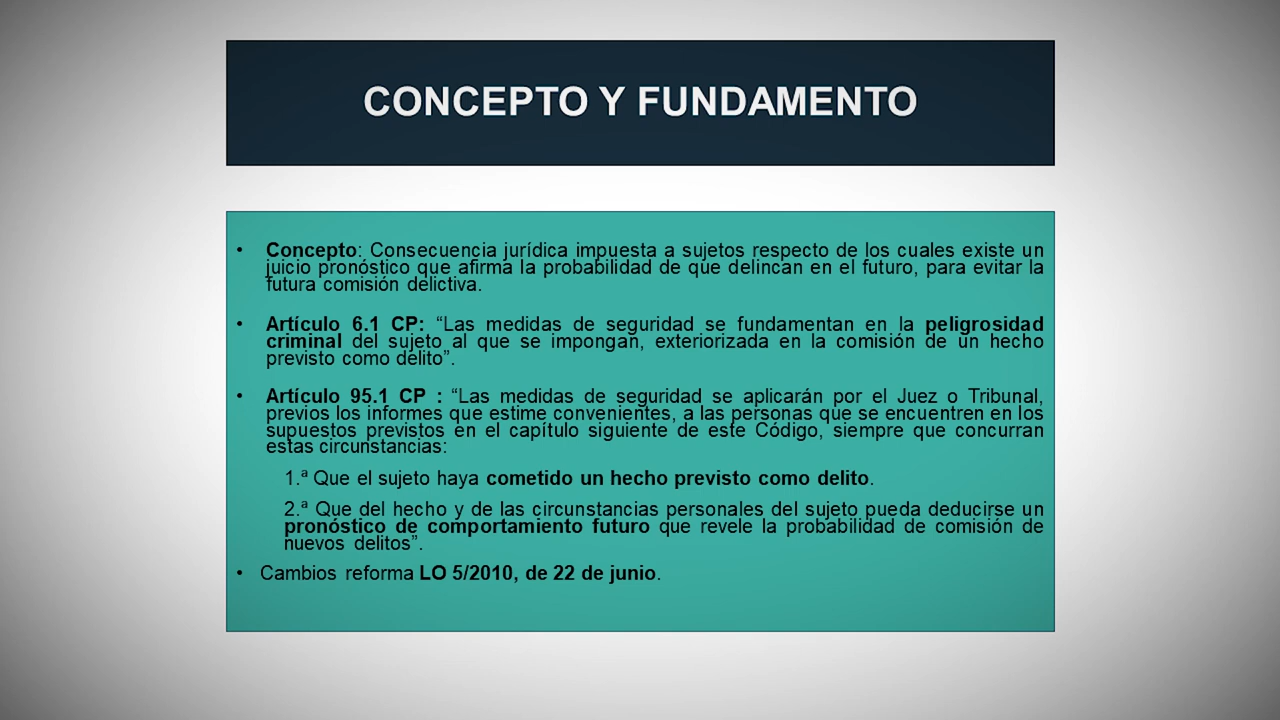 CONCEPTO Y FUNDAMENTO
• Concepto: Consecuencia jurídica impuesta a sujetos respecto de los cuales existe un
juicio pronóstico que afirma la probabilidad de que delincan en el futuro, para evitar la
futura comisión delictiva.
• Artículo 6.1 CP: “Las medidas de seguridad se fundamentan en la peligrosidad
criminal del sujeto al que se impongan, exteriorizada en la comisión de un hecho
previsto como delito”.
• Artículo 95.1 CP : “Las medidas de seguridad se aplicarán por el Juez o Tribunal,
previos los informes que estime convenientes, a las personas que se encuentren en los
supuestos previstos en el capítulo siguiente de este Código, siempre que concurran
estas circunstancias:
1.ª Que el sujeto haya cometido un hecho previsto como delito.
2.ª Que del hecho y de las circunstancias personales del sujeto pueda deducirse un
pronóstico de comportamiento futuro que revele la probabilidad de comisión de
nuevos delitos”.
• Cambios reforma LO 5/2010, de 22 de junio.